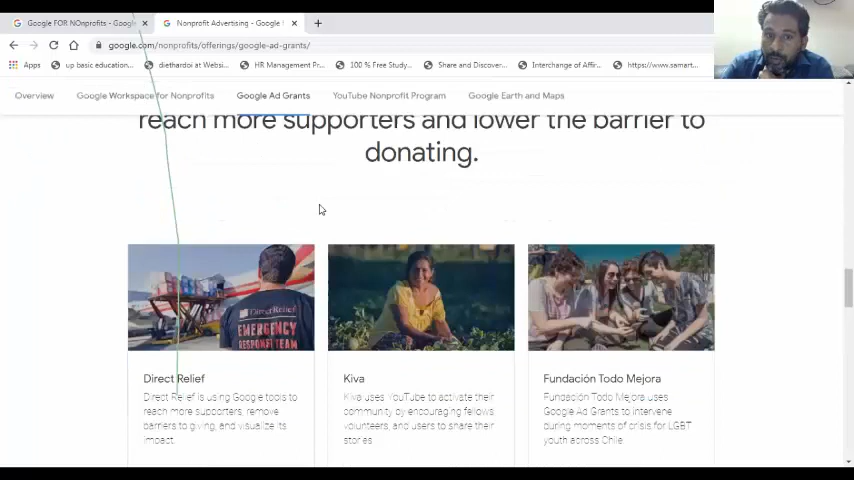 Google FOR NOnprofits - Goog
Nonprofit Advertising - Google
google.com/nonprofits/offerings/google-ad-grants/
Apps
up basic education...
diethardoi at Websi...
HR Management Pr...
100 % Free Study...
Share and Discover...
Interchange of Affir...
https://www.samart...
Overview
Google Workspace for Nonprofits
Google Ad Grants
YouTube Nonprofit Program
Google Earth and Maps
reach more supporters and lower the barrier to
donating.
Direct Relief
EMERGENCY
RESPONSE TEAM
Direct Relief
Direct Relief is using Google tools to
reach more supporters, remove
barriers to giving, and visualize its
impact.
Kiva
Kiva uses YouTube to activate their
community by encouraging fellows,
volunteers, and users to share their
stories.
Fundación Todo Mejora
Fundación Todo Mejora uses
Google Ad Grants to intervene
during moments of crisis for LGBT
youth across Chile.